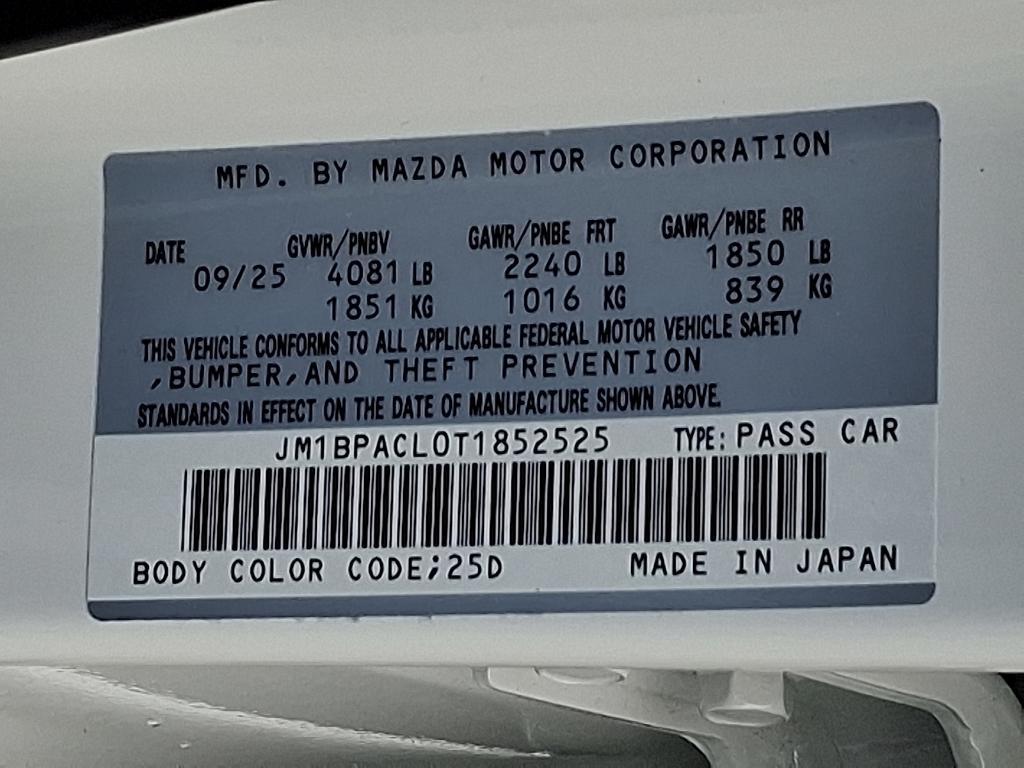 MFD. BY MAZDA MOTOR CORPORATION
DATE GVWR/PNBV GAWR/PNBE FRT GAWR/PNBE RR
09/25 4081 LB 2240 LB 1850 LB
1851 KG 1016 KG 839 KG
THIS VEHICLE CONFORMS TO ALL APPLICABLE FEDERAL MOTOR VEHICLE SAFETY
,BUMPER,AND THEFT PREVENTION
STANDARDS IN EFFECT ON THE DATE OF MANUFACTURE SHOWN ABOVE.
JM1BPACL0T1852525 TYPE: PASS CAR
BODY COLOR CODE;25D MADE IN JAPAN